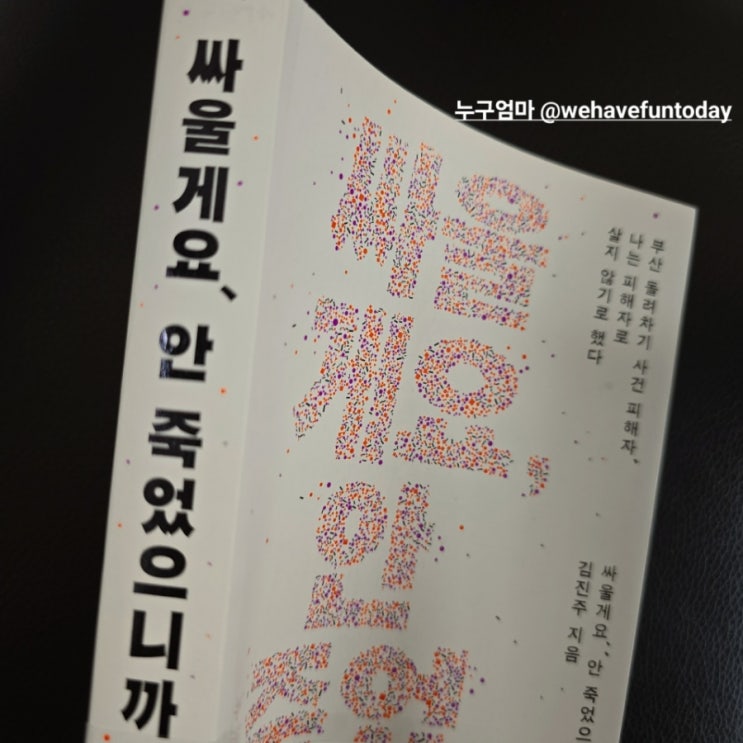 누구엄마 @wehavefuntoday
싸울게요, 안 죽었으니까
싸울
게요,
안
부산 돌려차기 사건 피해자,
나는 피해자로
살지 않기로 했다
싸울게요, 안 죽었으
김진주 지음